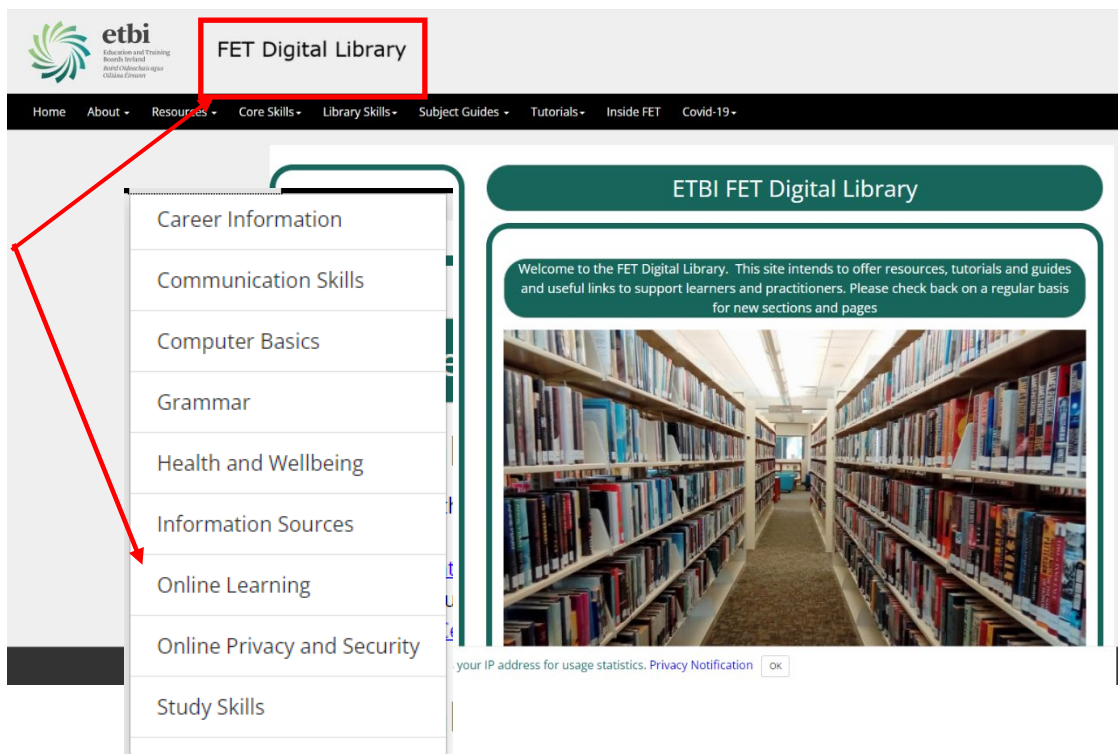 etbi
Education and Training
Boards Ireland
Boird Oideachais agus
Oiliúna Éireann
FET Digital Library
Home About Resources Core Skills Library Skills Subject Guides Tutorials Inside FET Covid-19
ETBI FET Digital Library
Welcome to the FET Digital Library. This site intends to offer resources, tutorials and guides
and useful links to support learners and practitioners. Please check back on a regular basis
for new sections and pages
Career Information
Communication Skills
Computer Basics
Grammar
Health and Wellbeing
Information Sources
Online Learning
Online Privacy and Security
Study Skills
your IP address for usage statistics. Privacy Notification OK